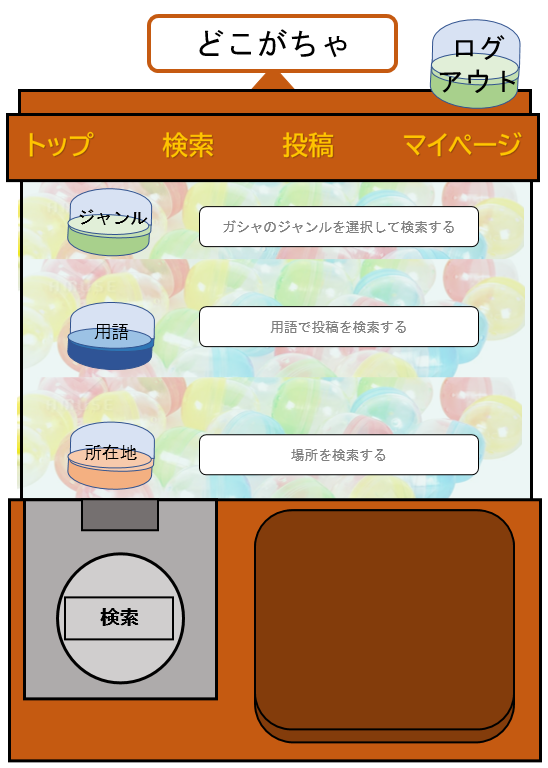 どこがちゃ
ログ
アウト
トップ 検索 投稿 マイページ
ジャンル
ガシャのジャンルを選択して検索する
用語
用語で投稿を検索する
所在地
場所を検索する
検索